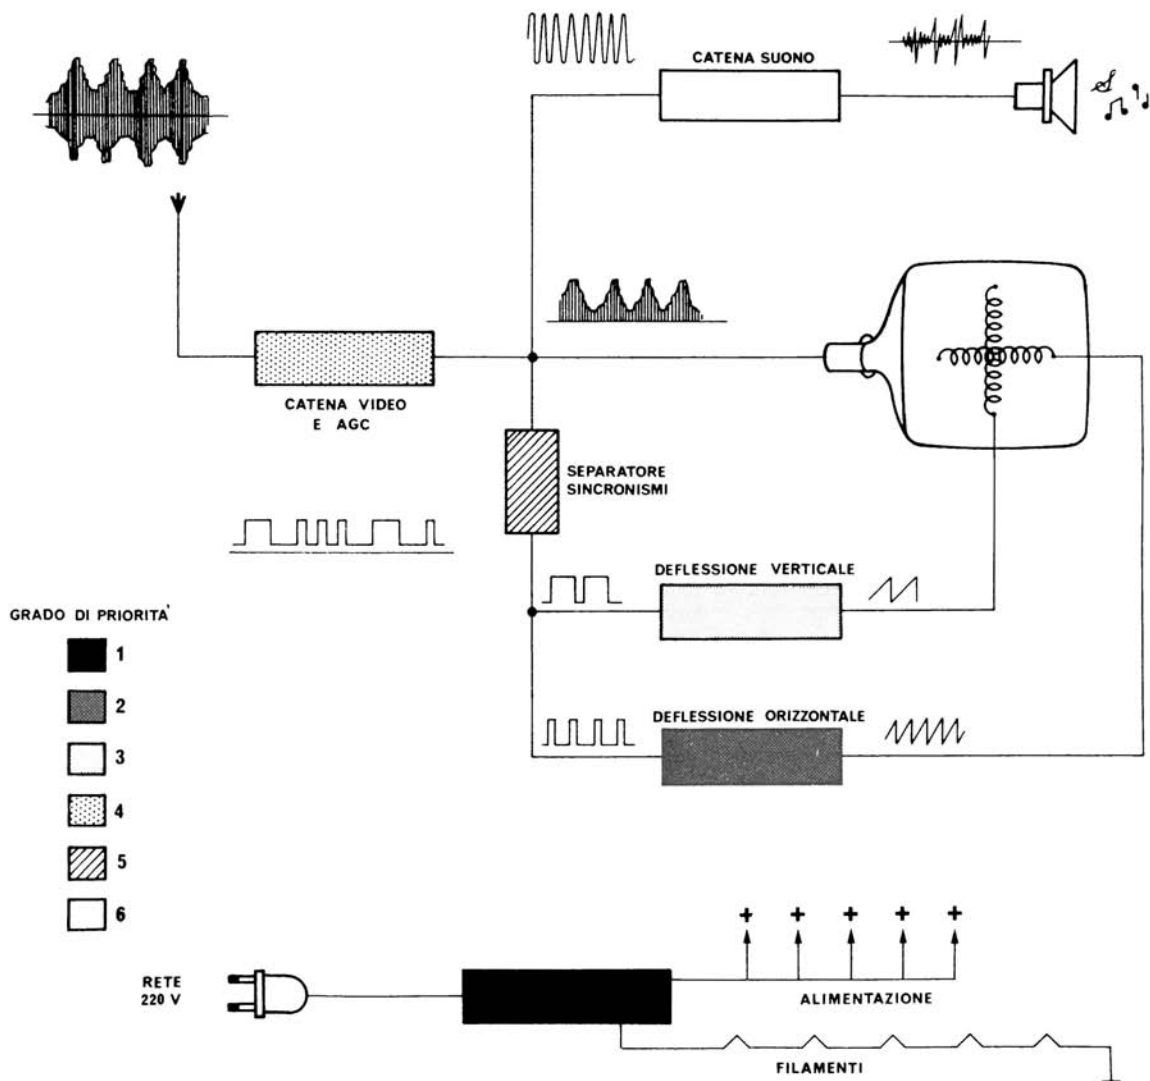 CATENA SUONO
CATENA VIDEO
E AGC
SEPARATORE
SINCRONISMI
DEFLESSIONE VERTICALE
GRADO DI PRIORITA'
1
2
DEFLESSIONE ORIZZONTALE
3
4
5
6
+ + + + +
RETE
220 V
ALIMENTAZIONE
FILAMENTI